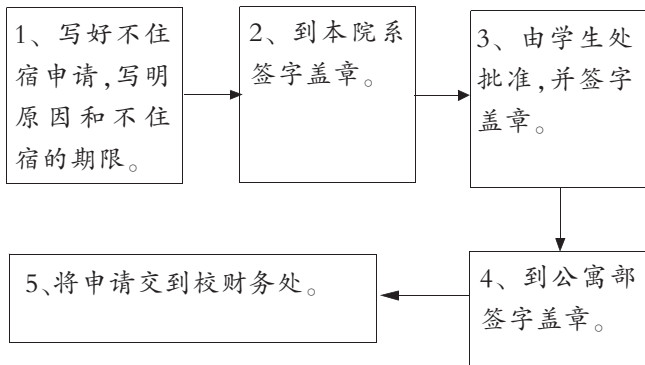 1、写好不住
宿申请,写明
原因和不住
宿的期限。
2、到本院系
签字盖章。
3、由学生处
批准,并签字
盖章。
4、到公寓部
签字盖章。
5、将申请交到校财务处。